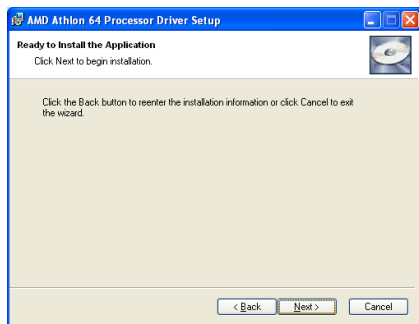 AMD Athlon 64 Processor Driver Setup
Ready to Install the Application
Click Next to begin installation.
Click the Back button to reenter the installation information or click Cancel to exit
the wizard.
< Back
Next >
Cancel